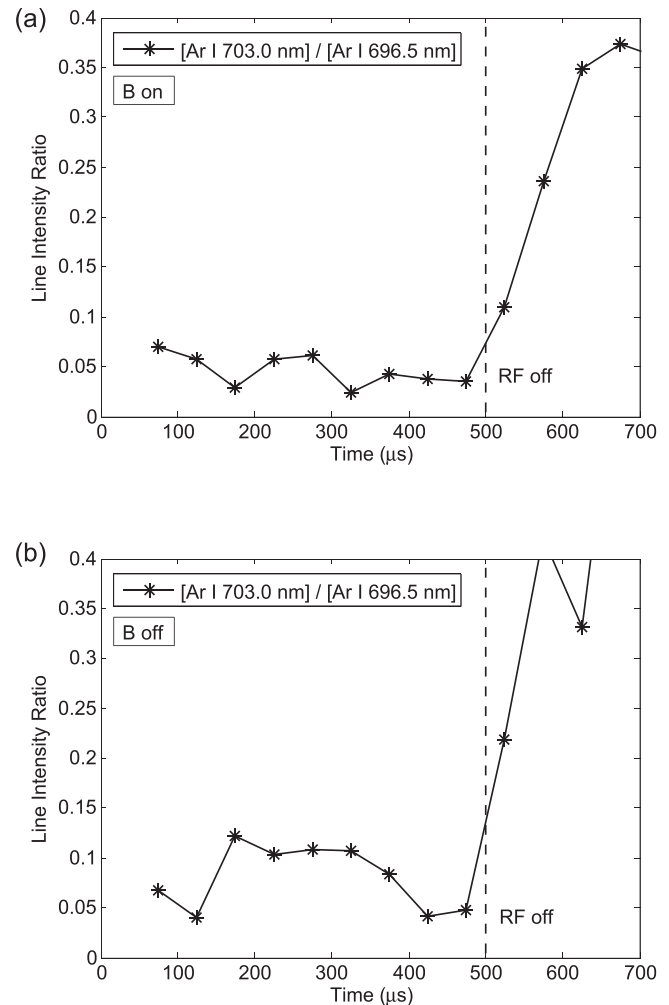 (a)
0.4
[Ar I 703.0 nm] / [Ar I 696.5 nm]
0.35
B on
0.3
0.25
Line Intensity Ratio
0.2
0.15
0.1
0.05
RF off
0
0 100 200 300 400 500 600 700
Time (μs)
(b)
0.4
[Ar I 703.0 nm] / [Ar I 696.5 nm]
0.35
B off
0.3
0.25
Line Intensity Ratio
0.2
0.15
0.1
0.05
RF off
0
0 100 200 300 400 500 600 700
Time (μs)